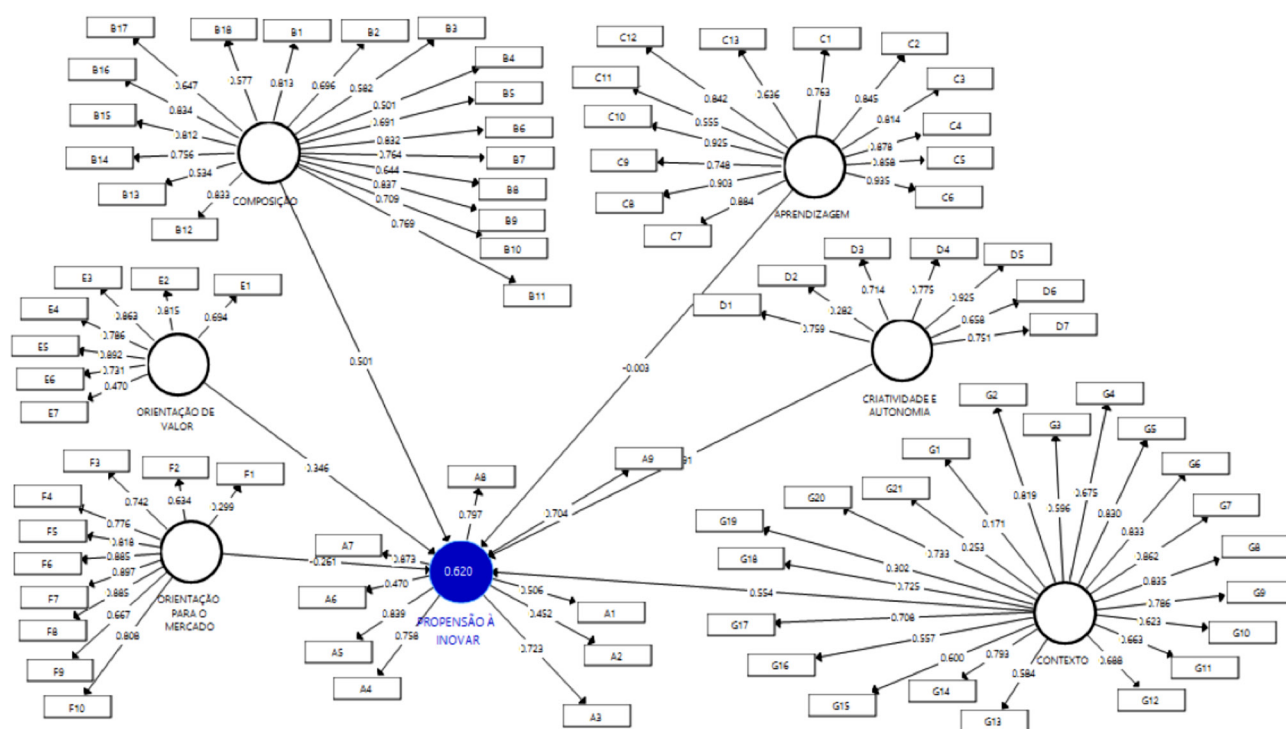 B17
B18
B1
B2
B3
B16
B4
B15
B5
B14
B6
B13
B7
B12
B8
B9
B10
B11
0.647
0.577
0.813
0.696
0.582
0.834
0.501
0.812
0.691
0.756
0.832
0.534
0.764
0.833
0.644
0.837
0.709
0.769
COMPOSIÇÃO
C12
C13
C1
C2
C11
C3
C10
C4
C9
C5
C8
C6
C7
0.842
0.636
0.763
0.845
0.555
0.814
0.925
0.878
0.748
0.858
0.903
0.935
0.884
APRENDIZAGEM
E3
E2
E1
E4
E5
E6
E7
0.863
0.815
0.694
0.786
0.892
0.731
0.470
ORIENTAÇÃO DE
VALOR
0.501
-0.003
D1
D2
D3
D4
D5
D6
D7
0.759
0.282
0.714
0.775
0.925
0.658
0.751
CRIATIVIDADE E
AUTONOMIA
F3
F2
F1
F4
F5
F6
F7
F8
F9
F10
0.742
0.634
0.299
0.776
0.818
0.885
0.897
0.885
0.667
0.808
ORIENTAÇÃO
PARA O
MERCADO
0.346
-0.261
A8
A9
A7
A6
A5
A4
A3
A2
A1
0.797
0.704
0.873
0.470
0.839
0.758
0.723
0.452
0.506
0.620
PROPENSÃO À
INOVAR
0.554
G2
G4
G3
G5
G1
G6
G21
G20
G7
G19
G8
G18
G9
G17
G10
G16
G11
G15
G14
G12
G13
0.819
0.596
0.675
0.830
0.171
0.833
0.253
0.733
0.862
0.302
0.835
0.725
0.786
0.708
0.623
0.557
0.663
0.600
0.793
0.688
0.584
CONTEXTO